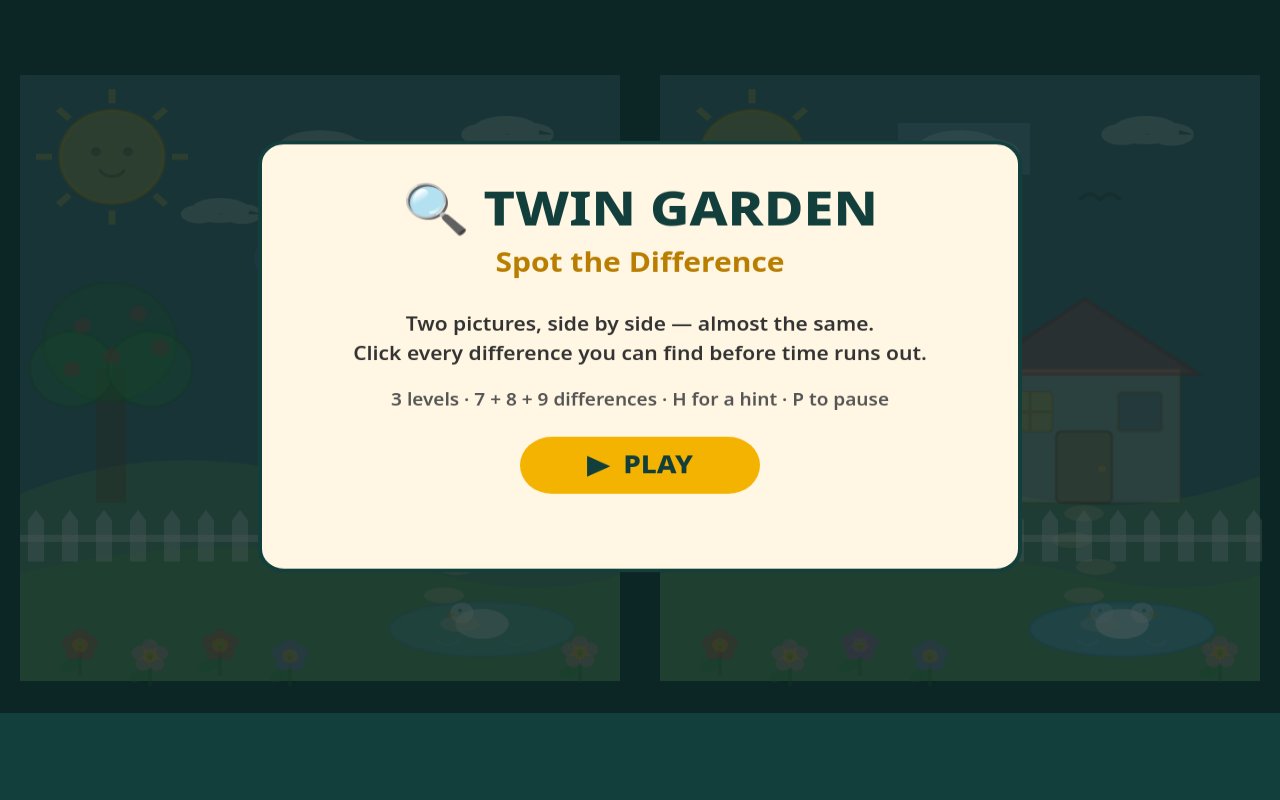 TWIN GARDEN
Spot the Difference
Two pictures, side by side — almost the same.
Click every difference you can find before time runs out.
3 levels · 7 + 8 + 9 differences · H for a hint · P to pause
▶ PLAY